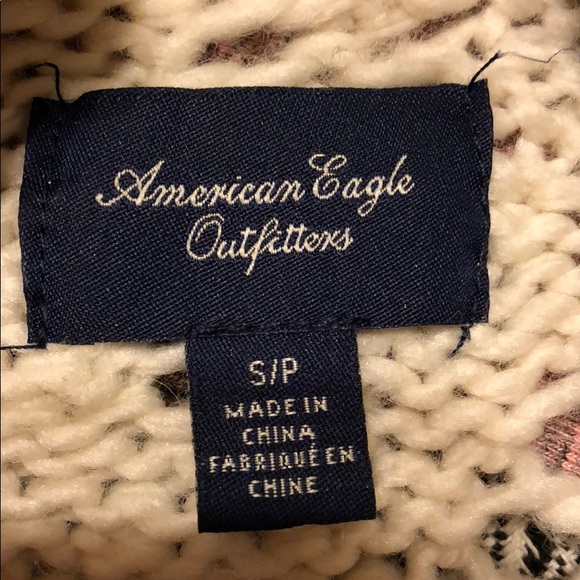 American Eagle
Outfitters
S/P
MADE IN
CHINA
FABRIQUÉ EN
CHINE